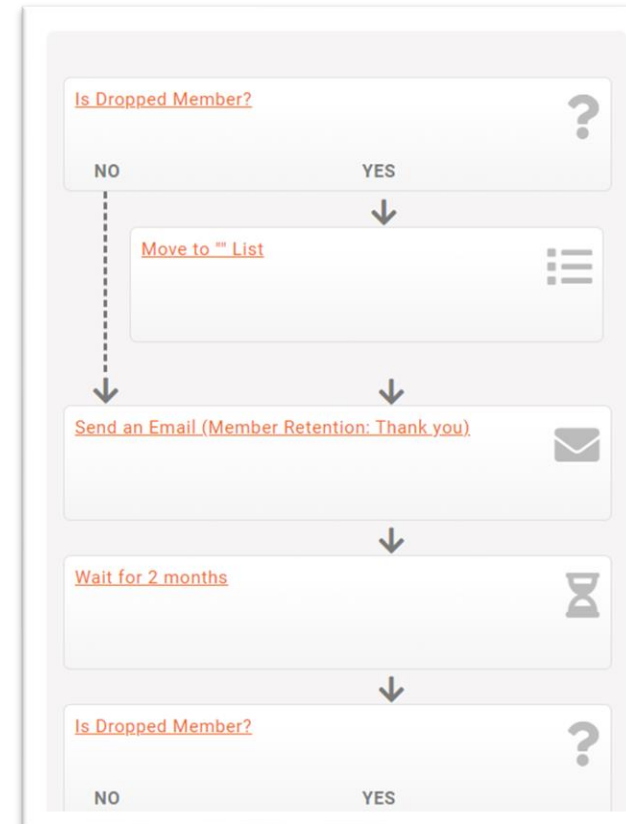 Is Dropped Member?
NO YES
Move to "" List
Send an Email (Member Retention: Thank you)
Wait for 2 months
Is Dropped Member?
NO YES